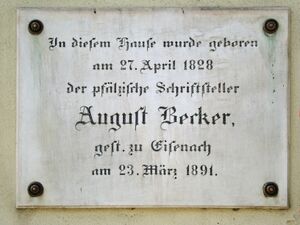 In diesem Hause wurde geboren
am 27. April 1828
der pfälzische Schriftsteller
August Becker,
gest. zu Eisenach
am 23. März 1891.